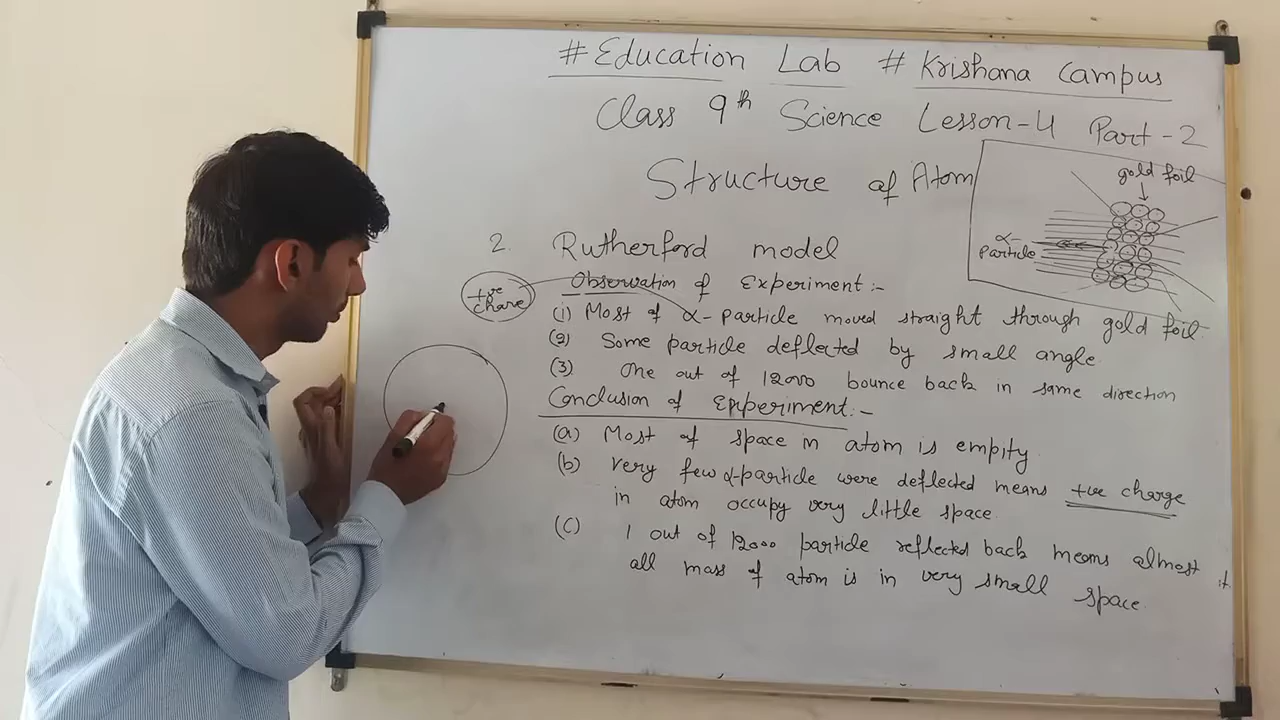 # Education Lab # Krishana Campus
Class 9th Science Lesson-4 Part-2
Structure of Atom
gold foil
α-
Particle
2. Rutherford model
+ve
chare
Observation of Experiment :-
(1) Most of α-particle moved straight through gold foil.
(2) Some particle deflected by small angle.
(3) One out of 12000 bounce back in same direction
Conclusion of Experiment :-
(a) Most of space in atom is empity
(b) Very few α-particle were deflected means +ve charge
in atom occupy very little space.
(C) 1 out of 12000 particle reflected back means almost
all mass of atom is in very small space.